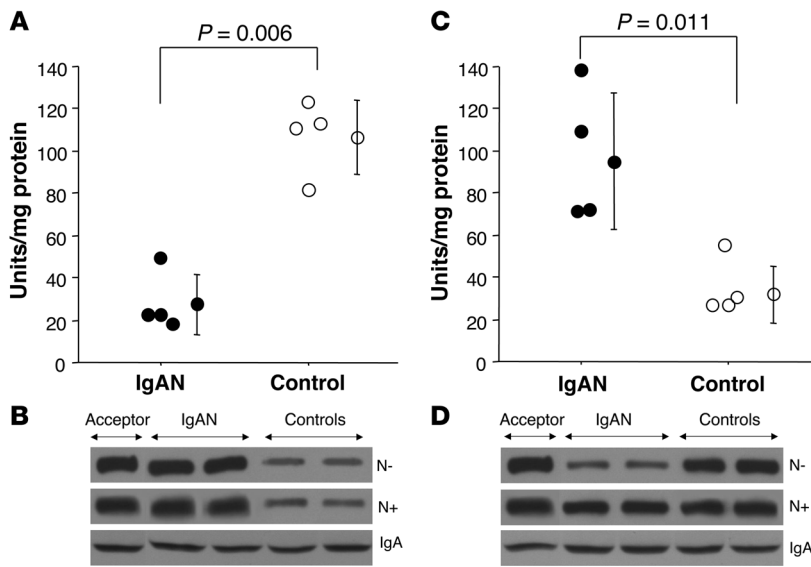 A
P = 0.006
Units/mg protein
140
120
100
80
60
40
20
0
IgAN Control
B
Acceptor IgAN Controls
N-
N+
IgA
C
P = 0.011
Units/mg protein
140
120
100
80
60
40
20
0
IgAN Control
D
Acceptor IgAN Controls
N-
N+
IgA